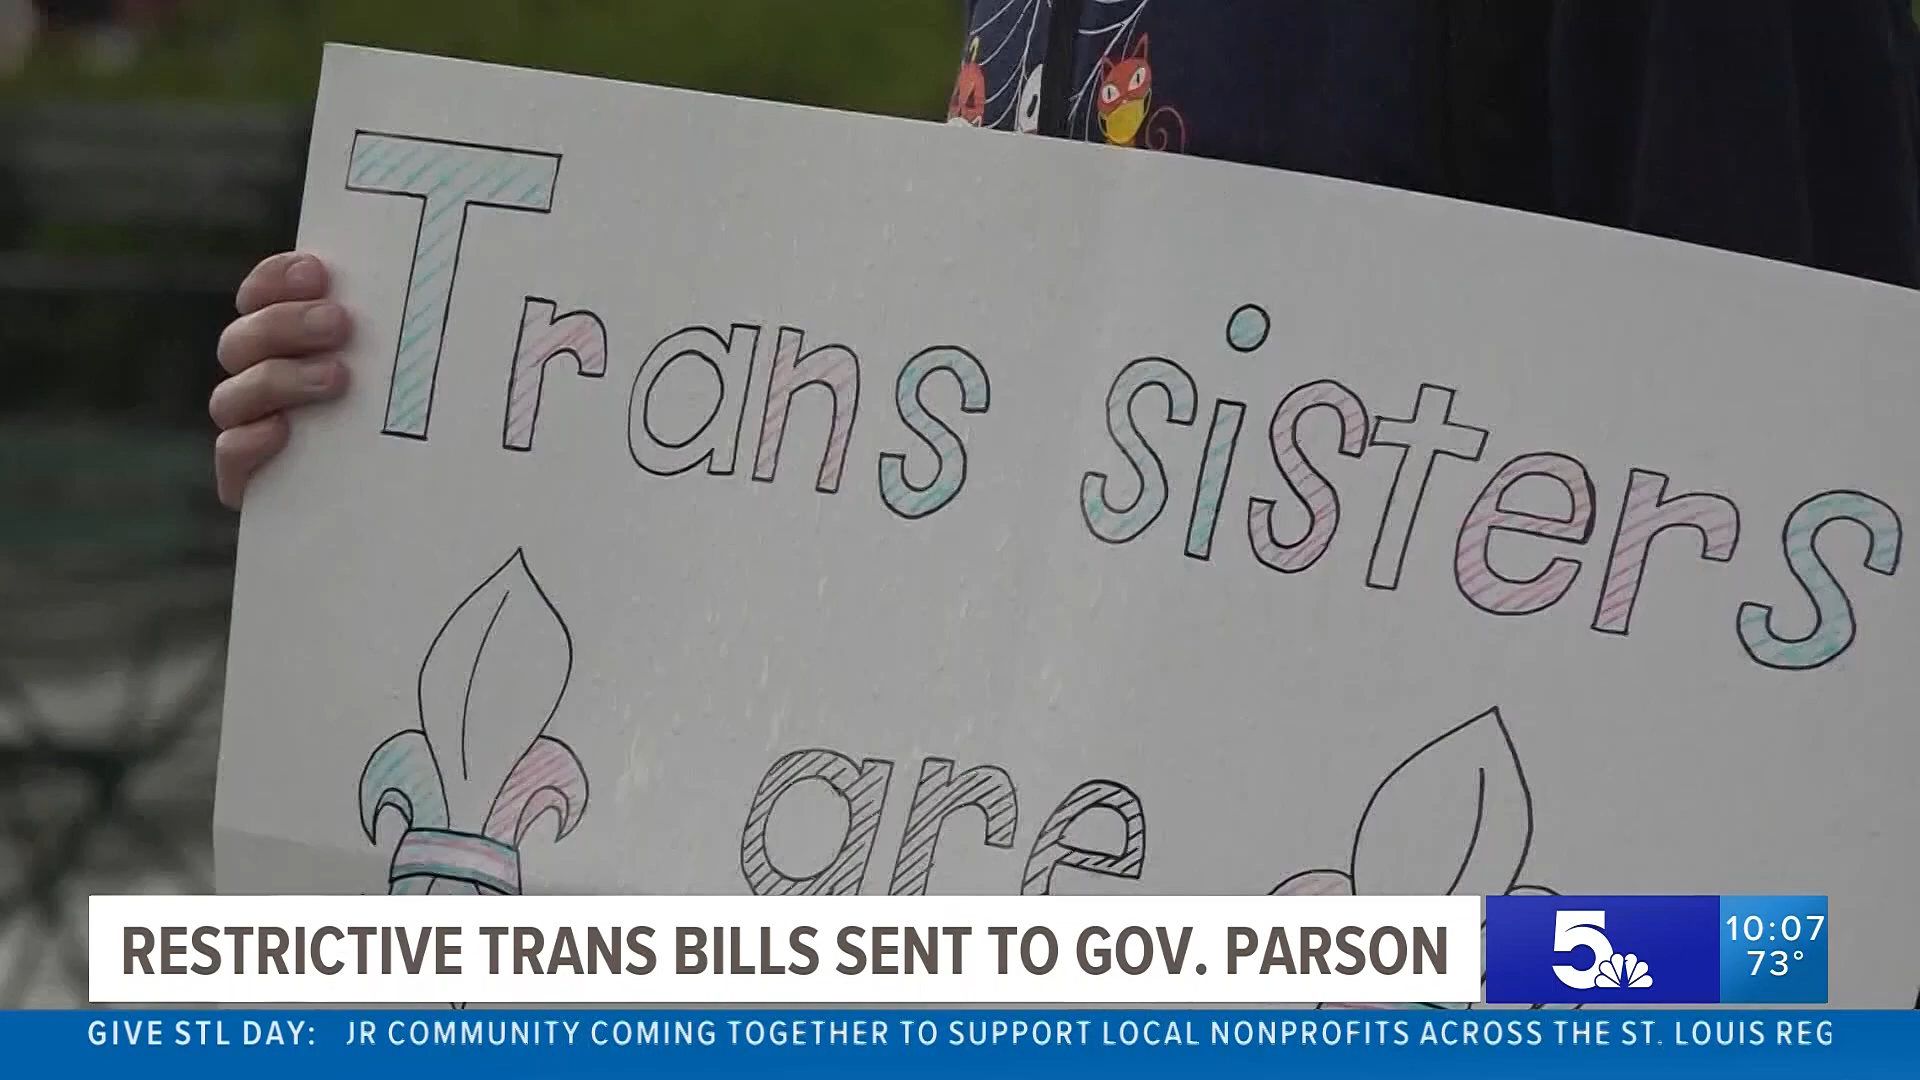 Trans sisters
are
RESTRICTIVE TRANS BILLS SENT TO GOV. PARSON
5
10:07
73°
GIVE STL DAY: JR COMMUNITY COMING TOGETHER TO SUPPORT LOCAL NONPROFITS ACROSS THE ST. LOUIS REG